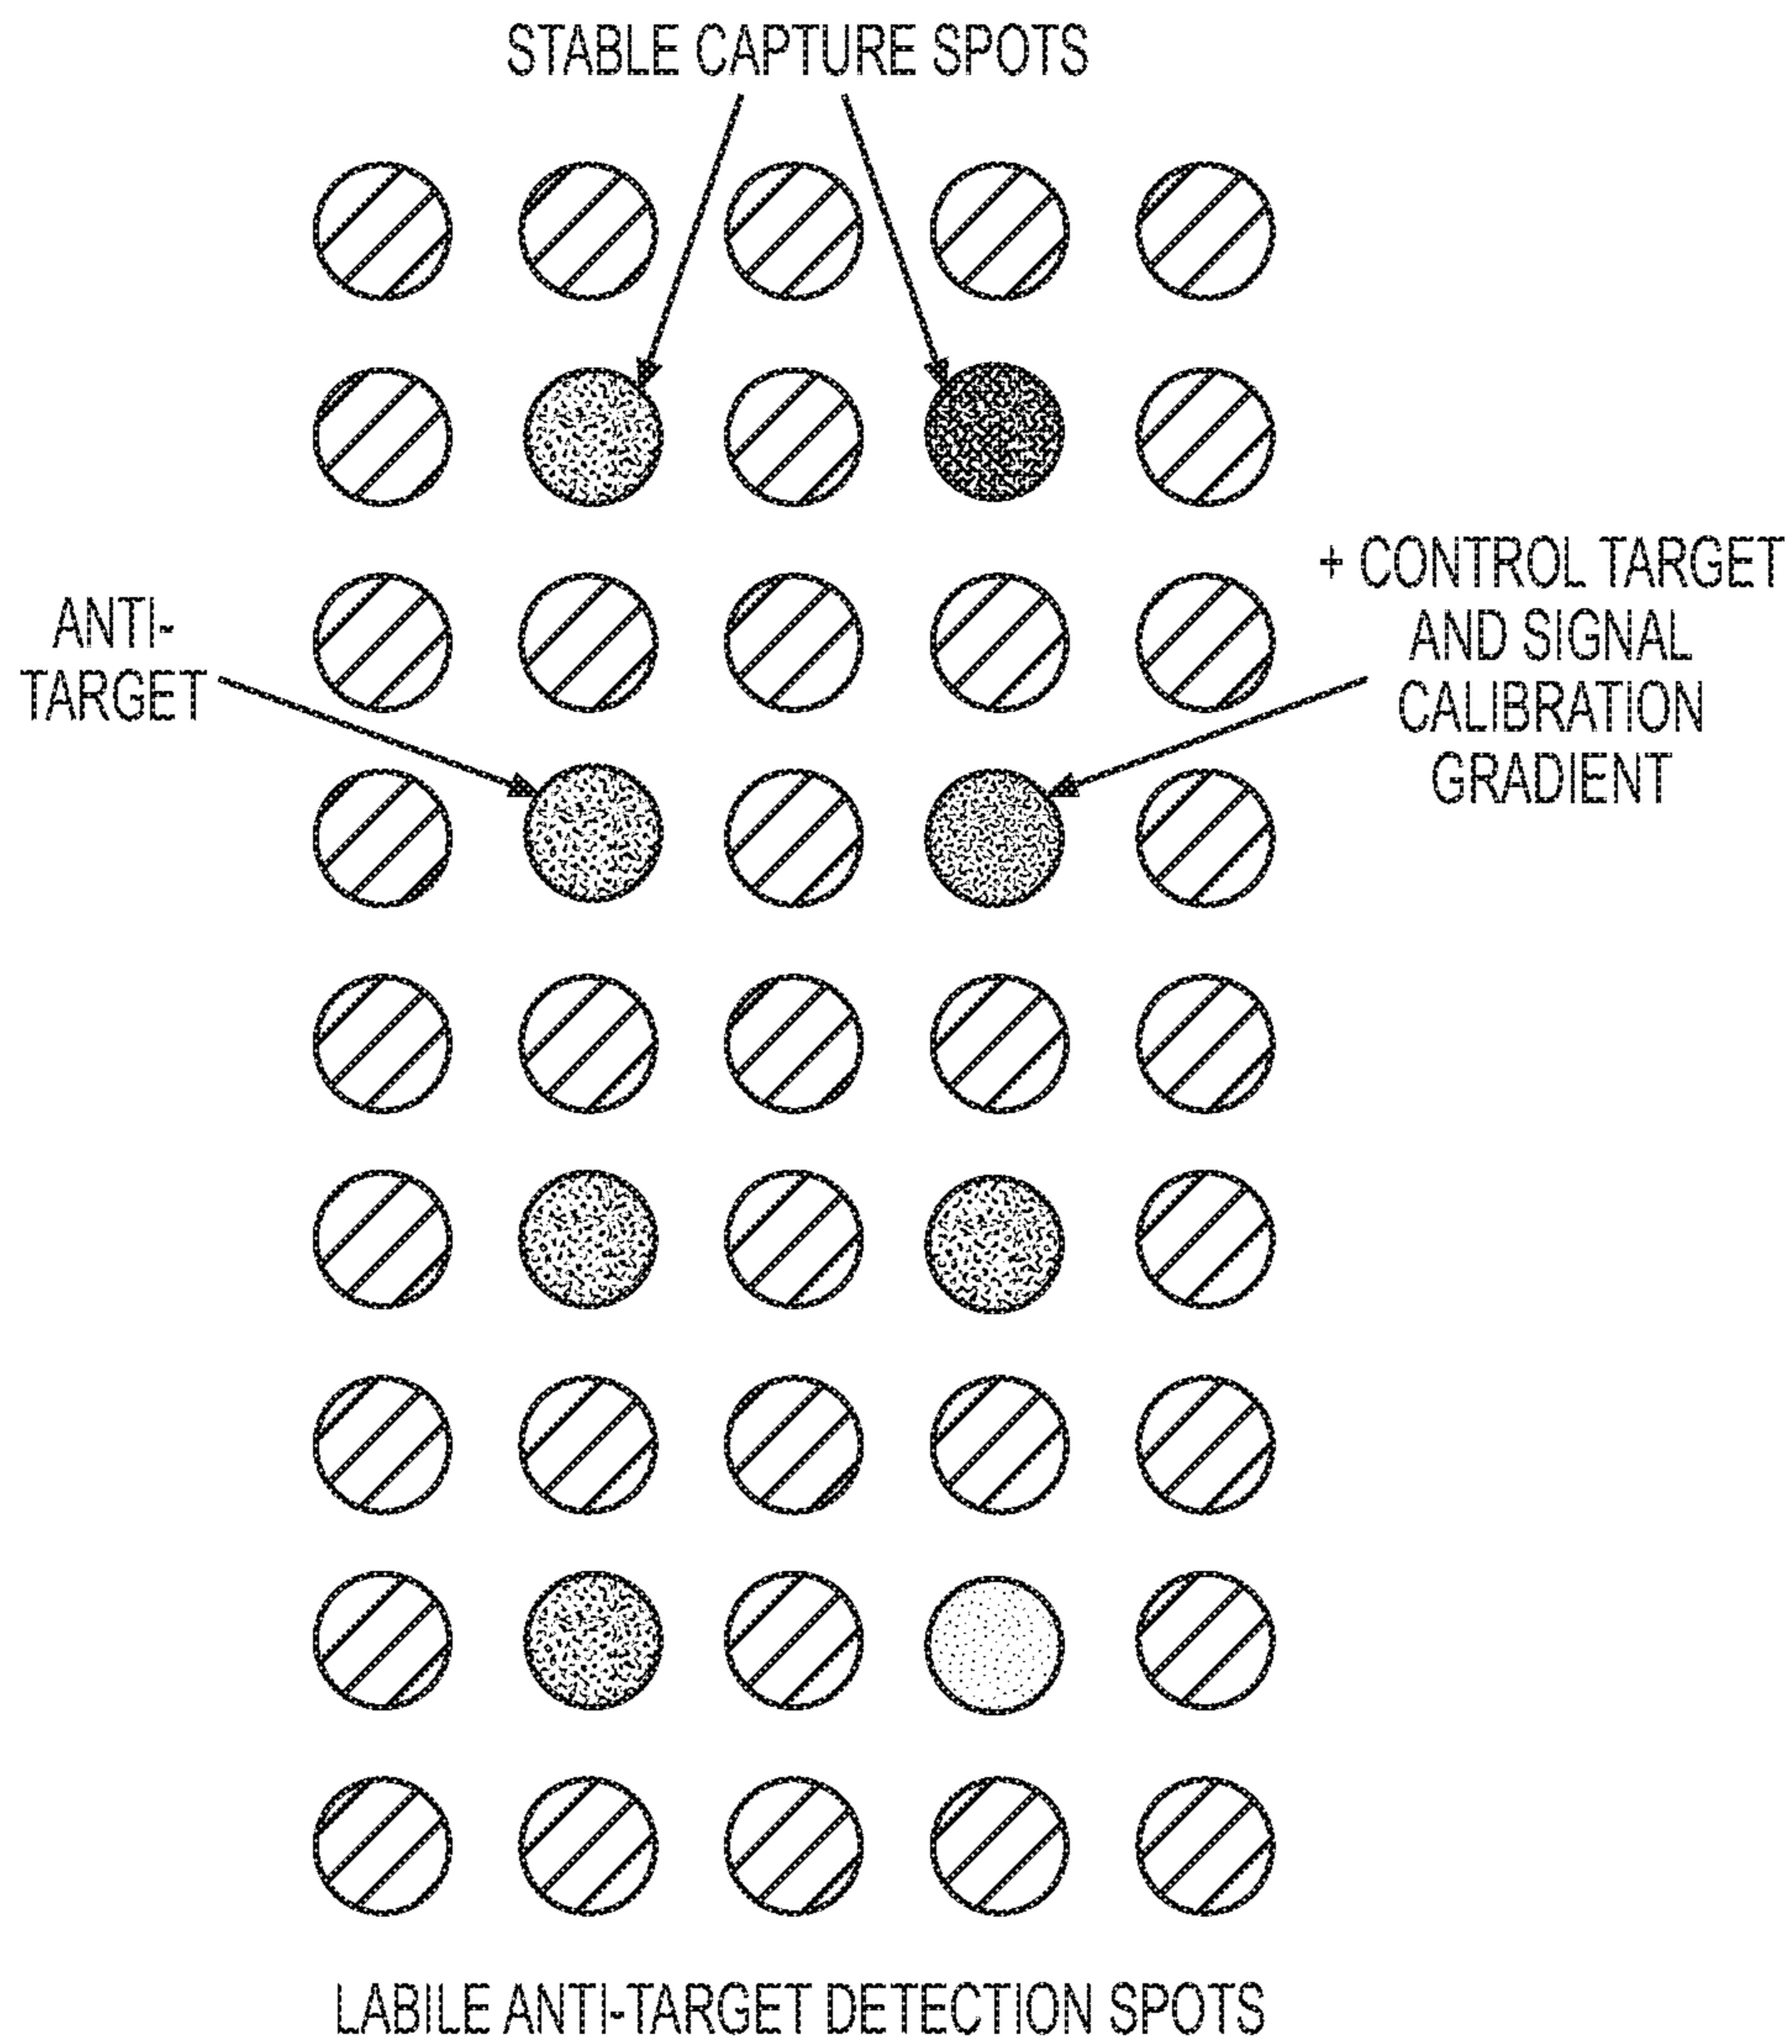 STABLE CAPTURE SPOTS
ANTI-
TARGET
+ CONTROL TARGET
AND SIGNAL
CALIBRATION
GRADIENT
LABILE ANTI-TARGET DETECTION SPOTS